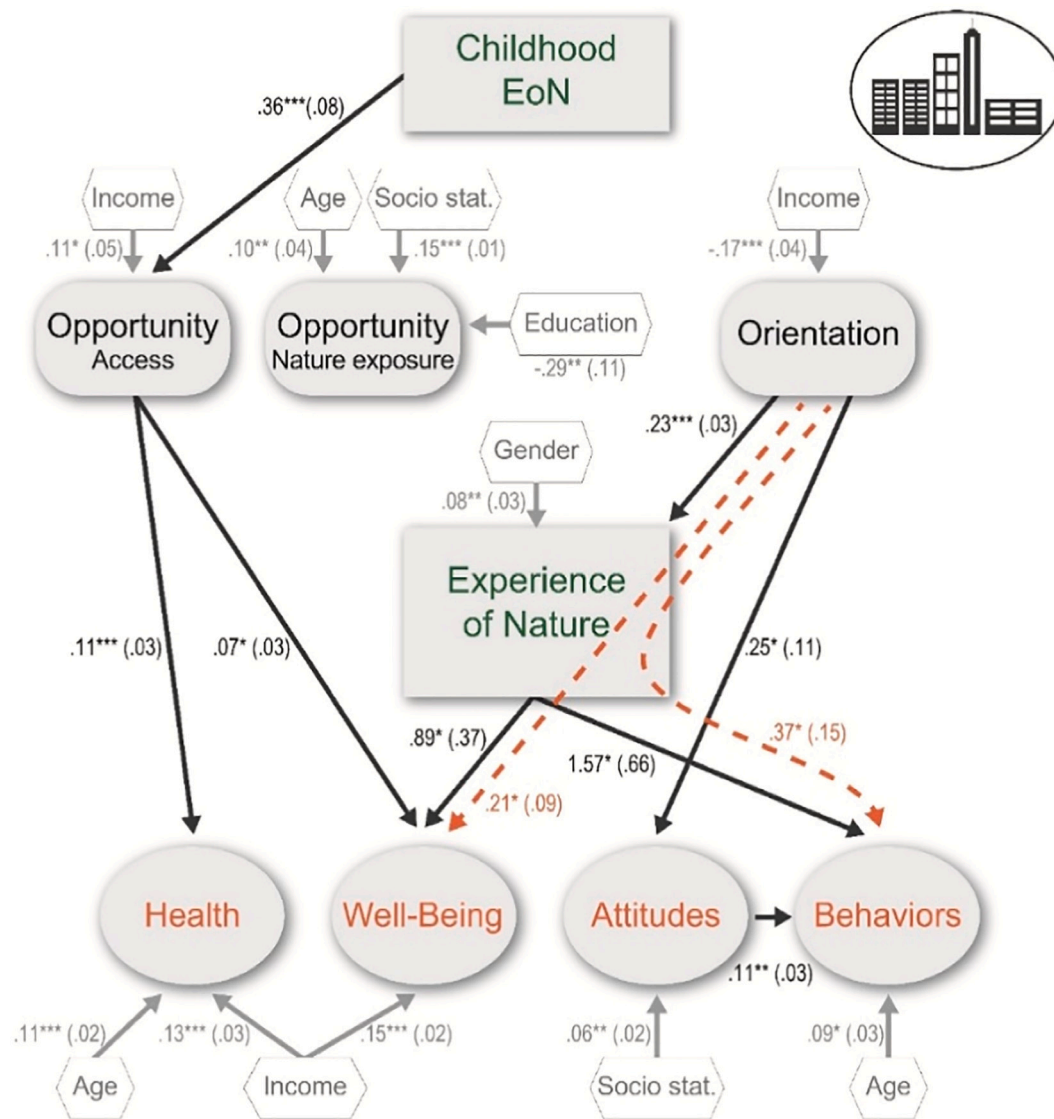 Childhood
EoN
.36***(.08)
Income
Age
Socio stat.
Income
.11* (.05)
.10** (.04)
.15*** (.01)
-.17*** (.04)
Opportunity
Access
Opportunity
Nature exposure
Education
-.29** (.11)
Orientation
.23*** (.03)
Gender
.08** (.03)
Experience
of Nature
.11*** (.03)
.07* (.03)
.25* (.11)
.89* (.37)
1.57* (.66)
.37* (.15)
.21* (.09)
Health
Well-Being
Attitudes
Behaviors
.11** (.03)
.11*** (.02)
.13*** (.03)
.15*** (.02)
.06** (.02)
.09* (.03)
Age
Income
Socio stat.
Age